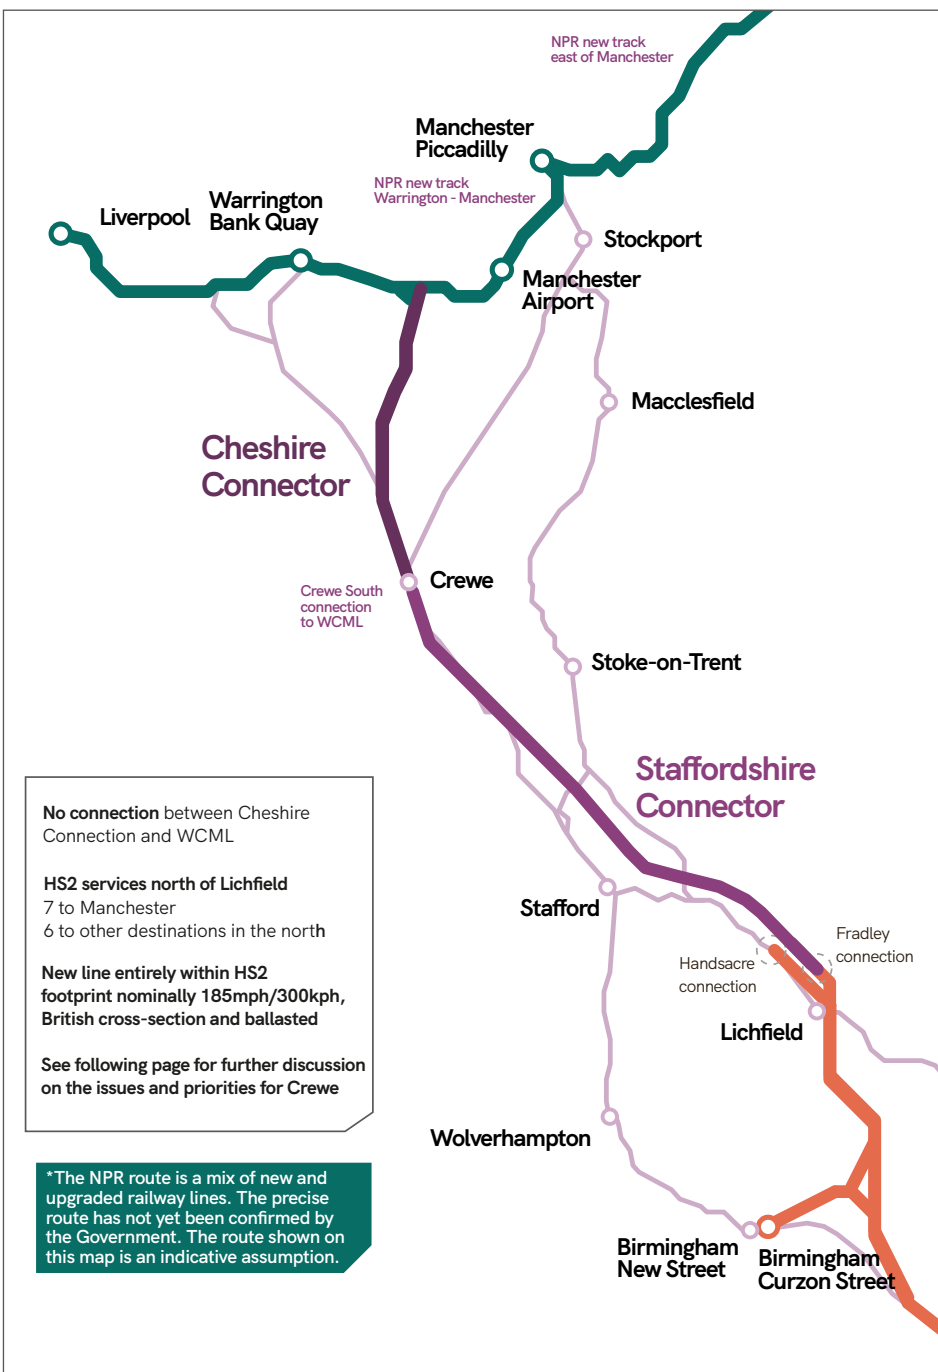 NPR new track
east of Manchester
Manchester
Piccadilly
NPR new track
Warrington - Manchester
Liverpool
Warrington
Bank Quay
Stockport
Manchester
Airport
Macclesfield
Cheshire
Connector
Crewe
Crewe South
connection
to WCML
Stoke-on-Trent
Staffordshire
Connector
No connection between Cheshire
Connection and WCML
HS2 services north of Lichfield
7 to Manchester
6 to other destinations in the north
New line entirely within HS2
footprint nominally 185mph/300kph,
British cross-section and ballasted
See following page for further discussion
on the issues and priorities for Crewe
Stafford
Fradley
connection
Handsacre
connection
Lichfield
Wolverhampton
*The NPR route is a mix of new and
upgraded railway lines. The precise
route has not yet been confirmed by
the Government. The route shown on
this map is an indicative assumption.
Birmingham
New Street
Birmingham
Curzon Street